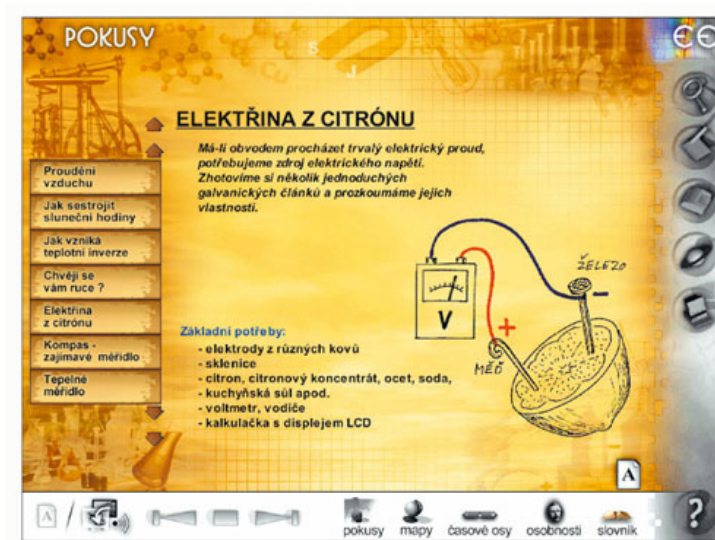 POKUSY
ELEKTŘINA Z CITRÓNU
Má-li obvodem procházet trvalý elektrický proud,
potřebujeme zdroj elektrického napětí.
Zhotovíme si několik jednoduchých
galvanických článků a prozkoumáme jejich
vlastnosti.
Proudění
vzduchu
Jak sestrojit
sluneční hodiny
Jak vzniká
teplotní inverze
Chvějí se
vám ruce ?
Elektřina
z citrónu
Kompas -
zajímavé měřidlo
Tepelné
měřidlo
ŽELEZO
-
V
+
MĚĎ
Základní potřeby:
- elektrody z různých kovů
- sklenice
- citron, citronový koncentrát, ocet, soda,
- kuchyňská sůl apod.
- voltmetr, vodiče
- kalkulačka s displejem LCD
A
A /
pokusy
mapy
časové osy
osobnosti
slovník
?
S
J
Cu